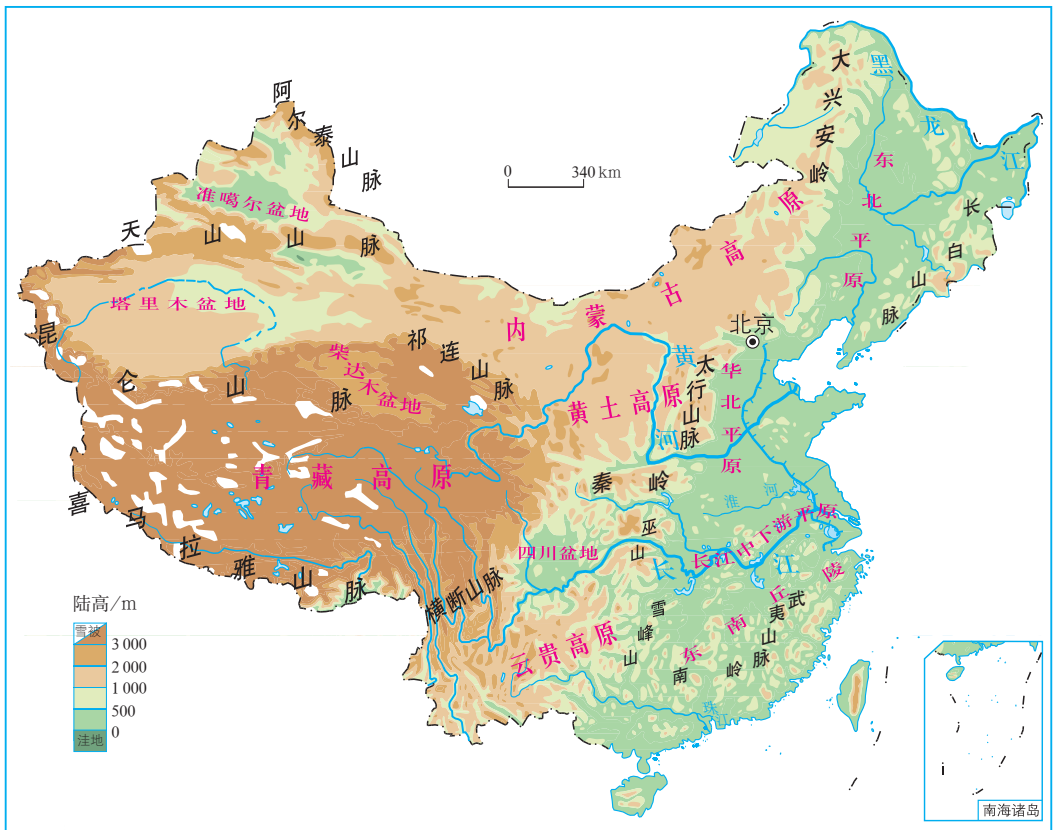 阿尔泰山脉
大兴安岭
黑龙江
0 340 km
东北平原
准噶尔盆地
天山山脉
长白山脉
内蒙古高原
塔里木盆地
北京
昆仑山脉
祁连山脉
柴达木盆地
黄河
太行山脉
华北平原
黄土高原
青藏高原
秦岭
淮河
喜马拉雅山脉
巫山
四川盆地
长江中下游平原
长江
横断山脉
陆高/m
雪被
3 000
2 000
1 000
500
0
洼地
云贵高原
雪峰山
东南丘陵
武夷山脉
南岭
珠江
南海诸岛